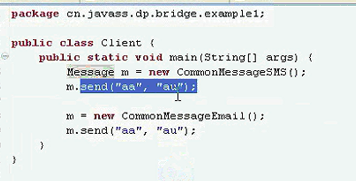 package cn.javass.dp.bridge.example1;
public class Client {
public static void main(String[] args) {
Message m = new CommonMessageSMS();
m.send("aa", "au");
m = new CommonMessageEmail();
m.send("aa", "au");
}
}